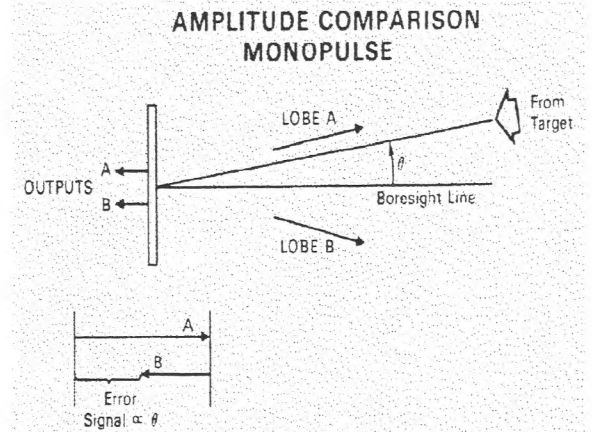 AMPLITUDE COMPARISON
MONOPULSE
LOBE A
From
Target
θ
A
OUTPUTS
B
Boresight Line
LOBE B
A
B
Error
Signal ∝ θ